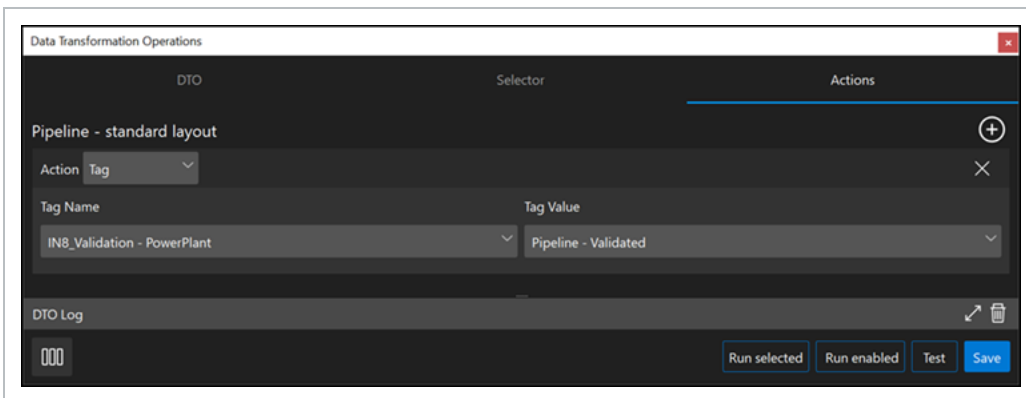 Data Transformation Operations
DTO Selector Actions
Pipeline - standard layout
Action Tag
Tag Name Tag Value
IN8_Validation - PowerPlant Pipeline - Validated
DTO Log
Run selected Run enabled Test Save